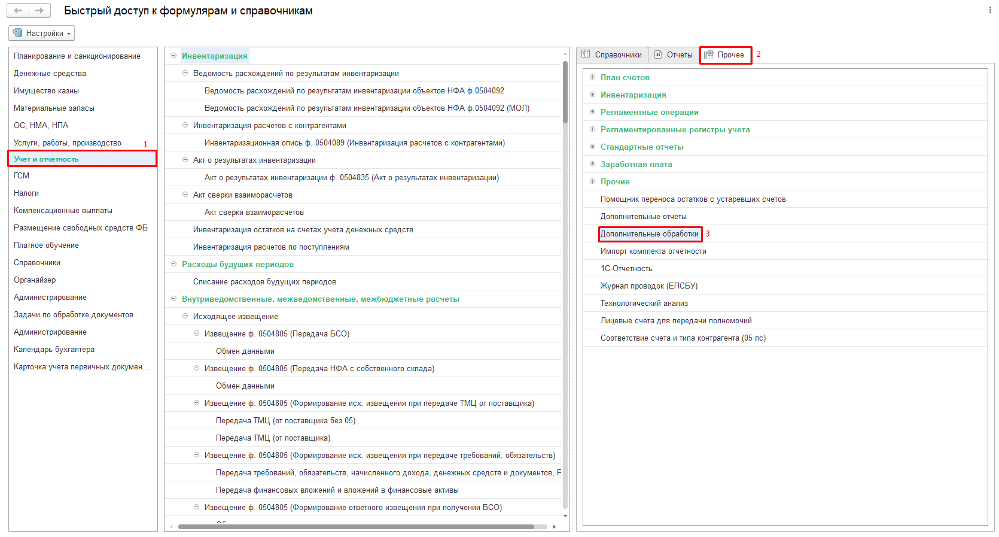 Быстрый доступ к формулярам и справочникам
Настройки
Планирование и санкционирование
Денежные средства
Имущество казны
Материальные запасы
ОС, НМА, НПА
Услуги, работы, производство
1
Учет и отчетность
ГСМ
Налоги
Компенсационные выплаты
Размещение свободных средств ФБ
Платное обучение
Справочники
Органайзер
Администрирование
Задачи по обработке документов
Администрирование
Календарь бухгалтера
Карточка учета первичных докумен...
Инвентаризация
Ведомость расхождений по результатам инвентаризации
Ведомость расхождений по результатам инвентаризации объектов НФА ф.0504092
Ведомость расхождений по результатам инвентаризации объектов НФА ф.0504092 (МОЛ)
Инвентаризация расчетов с контрагентами
Инвентаризационная опись ф. 0504089 (Инвентаризация расчетов с контрагентами)
Акт о результатах инвентаризации
Акт о результатах инвентаризации ф. 0504835 (Акт о результатах инвентаризации)
Акт сверки взаиморасчетов
Акт сверки взаиморасчетов
Инвентаризация остатков на счетах учета денежных средств
Инвентаризация расчетов по поступлениям
Расходы будущих периодов
Списание расходов будущих периодов
Внутриведомственные, межведомственные, межбюджетные расчеты
Исходящее извещение
Извещение ф. 0504805 (Передача БСО)
Обмен данными
Извещение ф. 0504805 (Передача НФА с собственного склада)
Обмен данными
Извещение ф. 0504805 (Формирование исх. извещения при передаче ТМЦ от поставщика)
Передача ТМЦ (от поставщика без 05)
Передача ТМЦ (от поставщика)
Извещение ф. 0504805 (Формирование исх. извещения при передаче требований, обязательств)
Передача требований, обязательств, начисленного дохода, денежных средств и документов,
Передача финансовых вложений и вложений в финансовые активы
Извещение ф. 0504805 (Формирование ответного извещения при получении БСО)
Справочники
Отчеты
Прочее
2
План счетов
Инвентаризация
Регламентные операции
Регламентированные регистры учета
Стандартные отчеты
Заработная плата
Прочие
Помощник переноса остатков с устаревших счетов
Дополнительные отчеты
Дополнительные обработки
3
Импорт комплекта отчетности
1С-Отчетность
Журнал проводок (ЕПСБУ)
Технологический анализ
Лицевые счета для передачи полномочий
Соответствие счета и типа контрагента (05 лс)